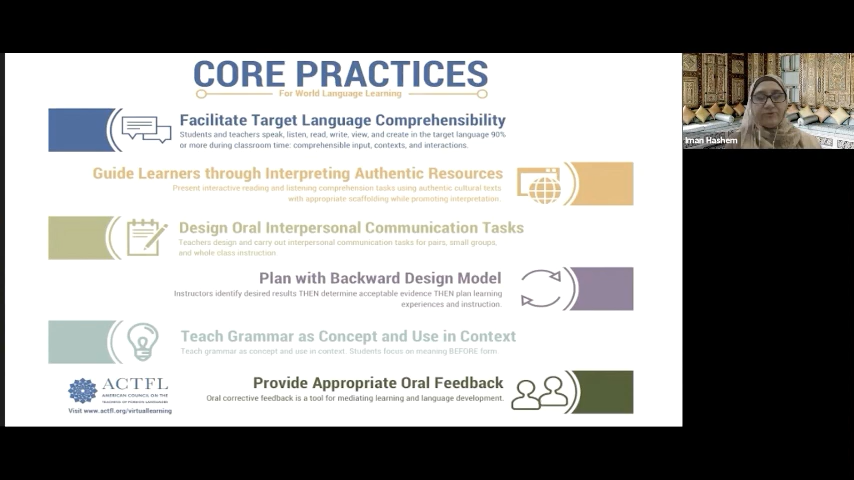 CORE PRACTICES
For World Language Learning
Facilitate Target Language Comprehensibility
Students and teachers speak, listen, read, write, view, and create in the target language 90%
or more during classroom time: comprehensible input, contexts, and interactions.
Guide Learners through Interpreting Authentic Resources
Present interactive reading and listening comprehension tasks using authentic cultural texts
with appropriate scaffolding while promoting interpretation.
Design Oral Interpersonal Communication Tasks
Teachers design and carry out interpersonal communication tasks for pairs, small groups,
and whole class instruction.
Plan with Backward Design Model
Instructors identify desired results THEN determine acceptable evidence THEN plan learning
experiences and instruction.
Teach Grammar as Concept and Use in Context
Teach grammar as concept and use in context. Students focus on meaning BEFORE form.
Provide Appropriate Oral Feedback
Oral corrective feedback is a tool for mediating learning and language development.
ACTFL
AMERICAN COUNCIL ON THE
TEACHING OF FOREIGN LANGUAGES
Visit www.actfl.org/virtuallearning
Iman Hashem